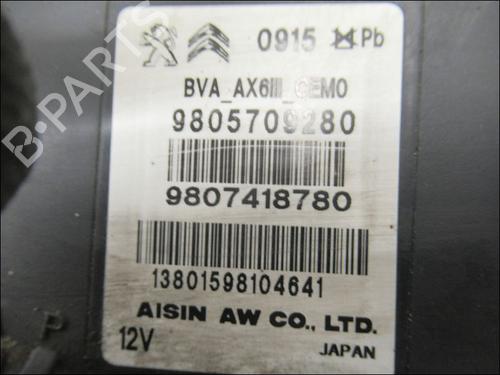 0915 Pb
BVA_AX6III_GEMO
9805709280
9807418780
13801598104641
AISIN AW CO., LTD.
12V
JAPAN
P
B-PARTS